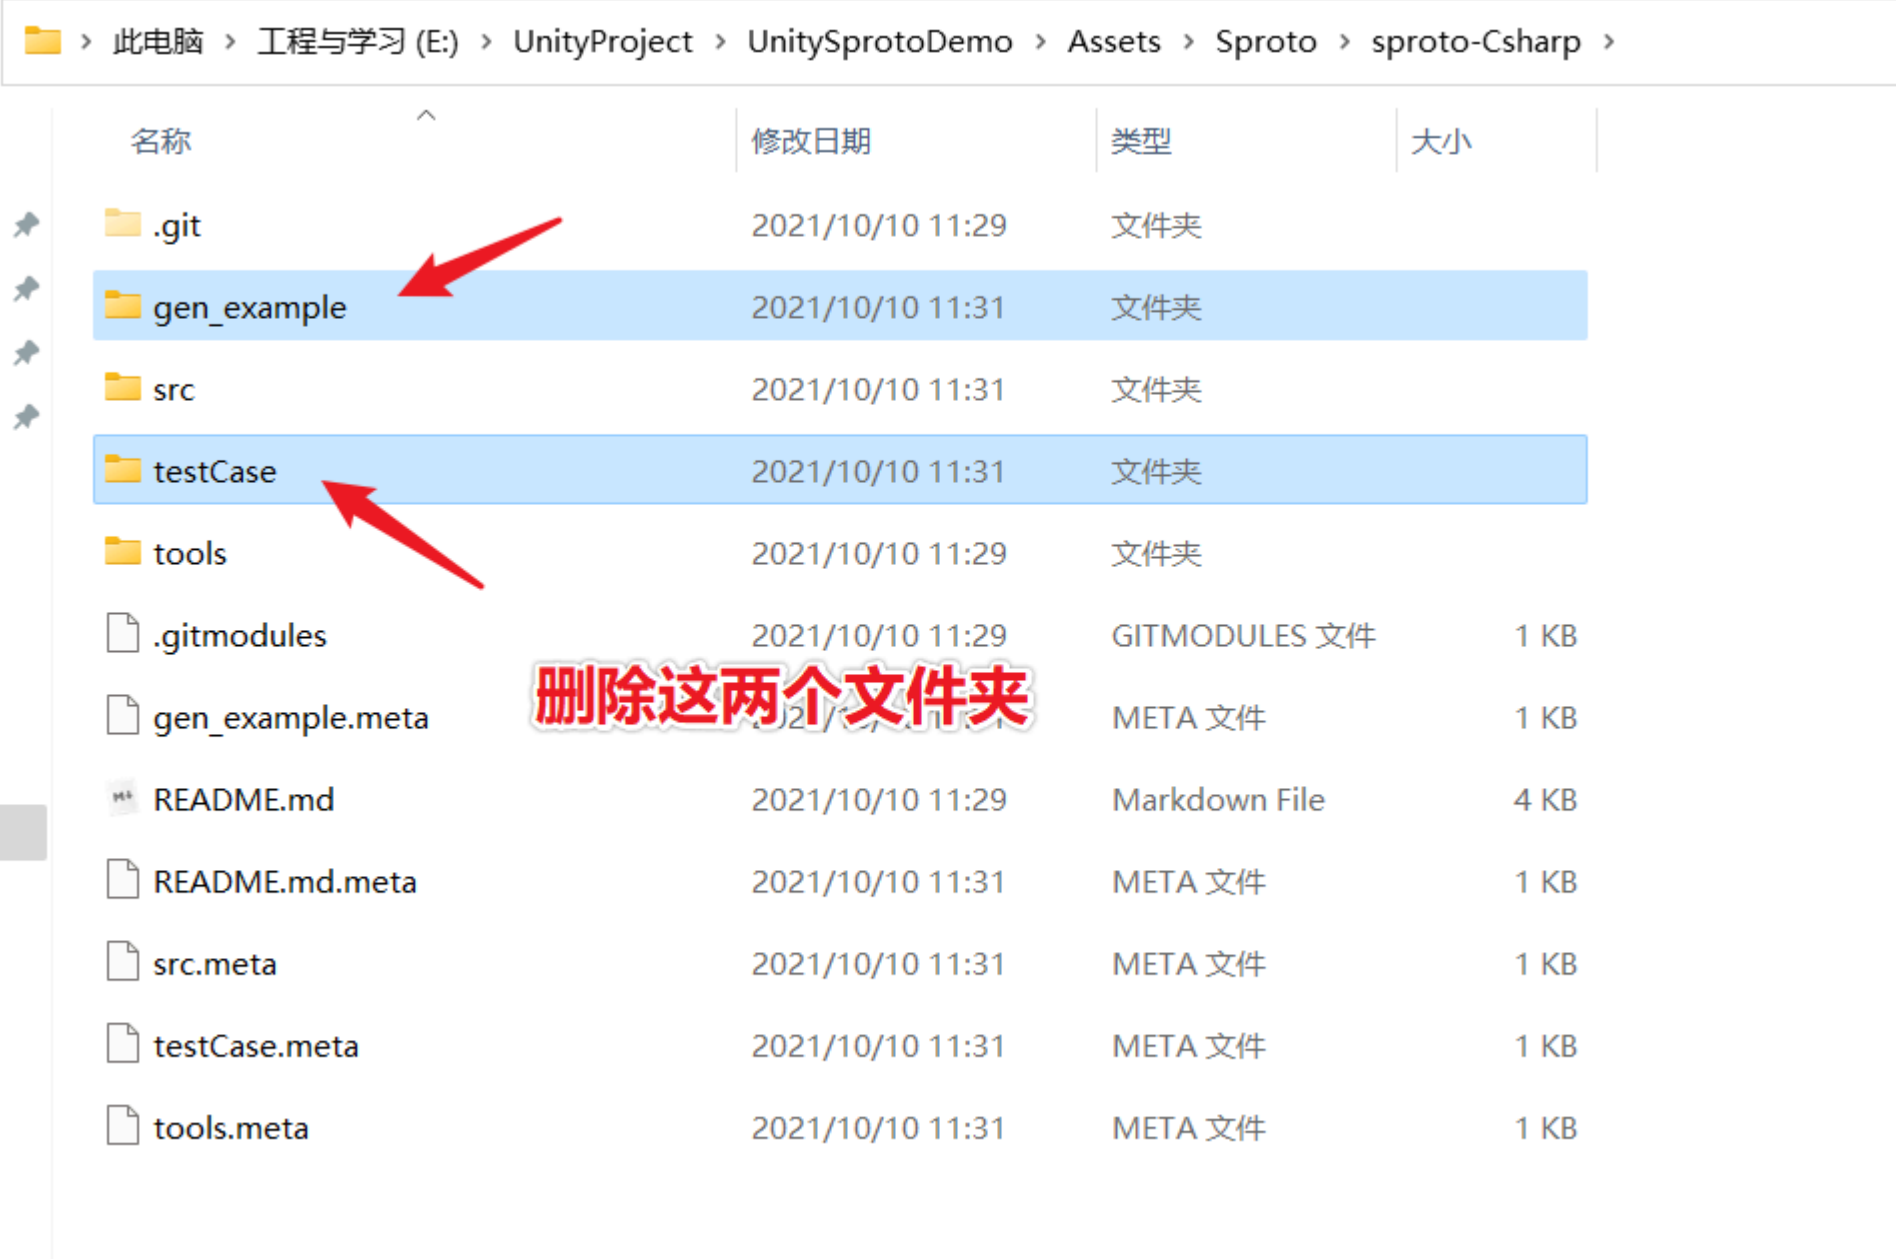 此电脑 › 工程与学习 (E:) › UnityProject › UnitySprotoDemo › Assets › Sproto › sproto-Csharp ›
名称 修改日期 类型 大小
.git 2021/10/10 11:29 文件夹
gen_example 2021/10/10 11:31 文件夹
src 2021/10/10 11:31 文件夹
testCase 2021/10/10 11:31 文件夹
tools 2021/10/10 11:29 文件夹
.gitmodules 2021/10/10 11:29 GITMODULES 文件 1 KB
删除这两个文件夹
gen_example.meta META 文件 1 KB
README.md 2021/10/10 11:29 Markdown File 4 KB
README.md.meta 2021/10/10 11:31 META 文件 1 KB
src.meta 2021/10/10 11:31 META 文件 1 KB
testCase.meta 2021/10/10 11:31 META 文件 1 KB
tools.meta 2021/10/10 11:31 META 文件 1 KB